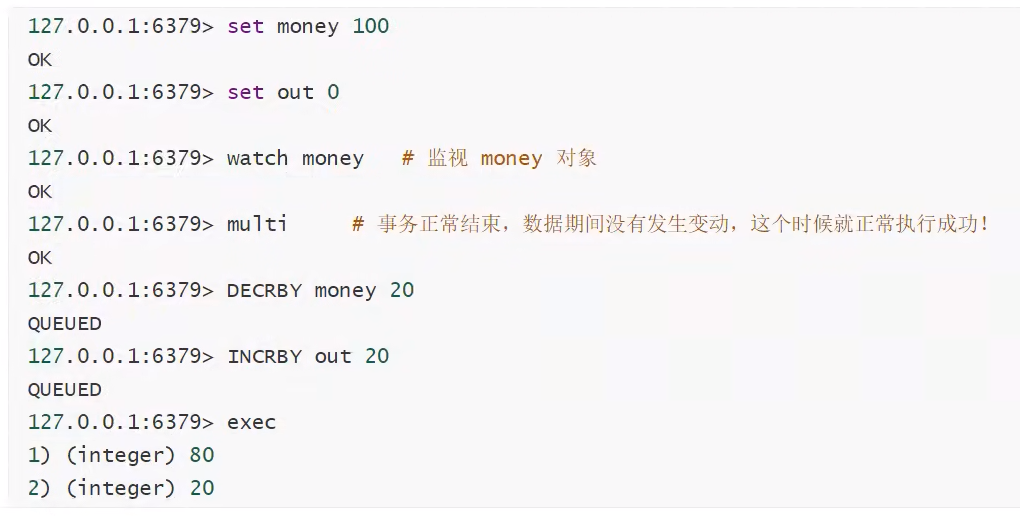 127.0.0.1:6379> set money 100
OK
127.0.0.1:6379> set out 0
OK
127.0.0.1:6379> watch money   # 监视 money 对象
OK
127.0.0.1:6379> multi     # 事务正常结束，数据期间没有发生变动，这个时候就正常执行成功！
OK
127.0.0.1:6379> DECRBY money 20
QUEUED
127.0.0.1:6379> INCRBY out 20
QUEUED
127.0.0.1:6379> exec
1) (integer) 80
2) (integer) 20